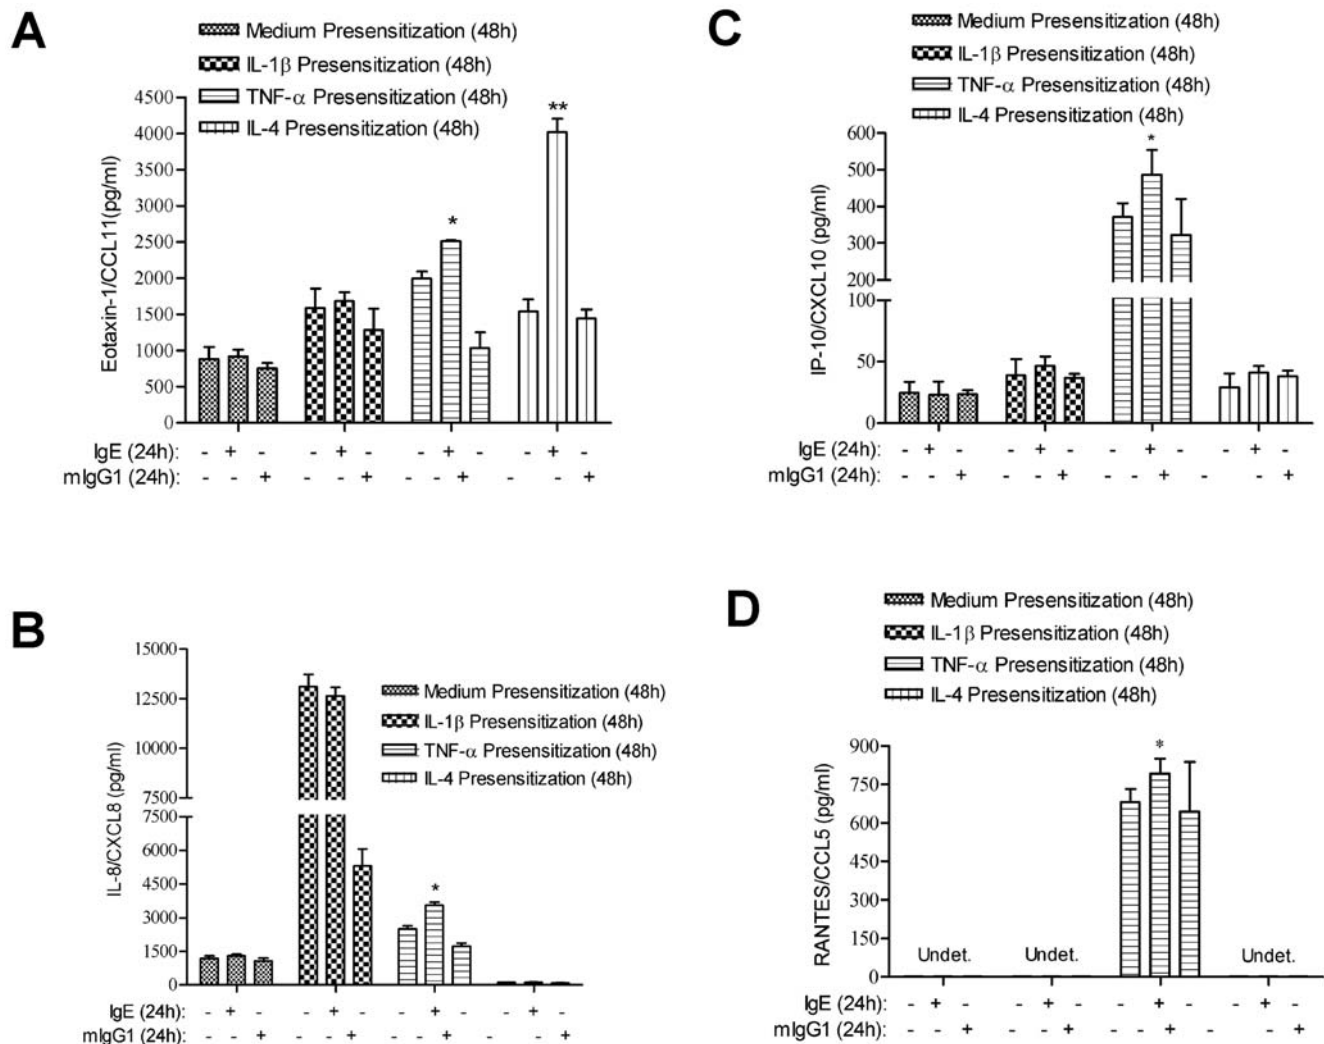 A
Medium Presensitization (48h)
IL-1β Presensitization (48h)
TNF-α Presensitization (48h)
IL-4 Presensitization (48h)
Eotaxin-1/CCL11(pg/ml)
4500
4000
3500
3000
2500
2000
1500
1000
500
0
*
**
IgE (24h): - + - - + - - + - - + -
mIgG1 (24h): - - + - - + - - + - - +
C
Medium Presensitization (48h)
IL-1β Presensitization (48h)
TNF-α Presensitization (48h)
IL-4 Presensitization (48h)
IP-10/CXCL10 (pg/ml)
600
500
400
300
200
100
50
0
*
IgE (24h): - + - - + - - + - - + -
mIgG1 (24h): - - + - - + - - + - - +
B
Medium Presensitization (48h)
IL-1β Presensitization (48h)
TNF-α Presensitization (48h)
IL-4 Presensitization (48h)
IL-8/CXCL8 (pg/ml)
15000
12500
10000
7500
7500
6000
4500
3000
1500
0
*
IgE (24h): - + - - + - - + - - + -
mIgG1 (24h): - - + - - + - - + - - +
D
Medium Presensitization (48h)
IL-1β Presensitization (48h)
TNF-α Presensitization (48h)
IL-4 Presensitization (48h)
RANTES/CCL5 (pg/ml)
900
750
600
450
300
150
0
*
Undet. Undet. Undet.
IgE (24h): - + - - + - - + - - + -
mIgG1 (24h): - - + - - + - - + - - +